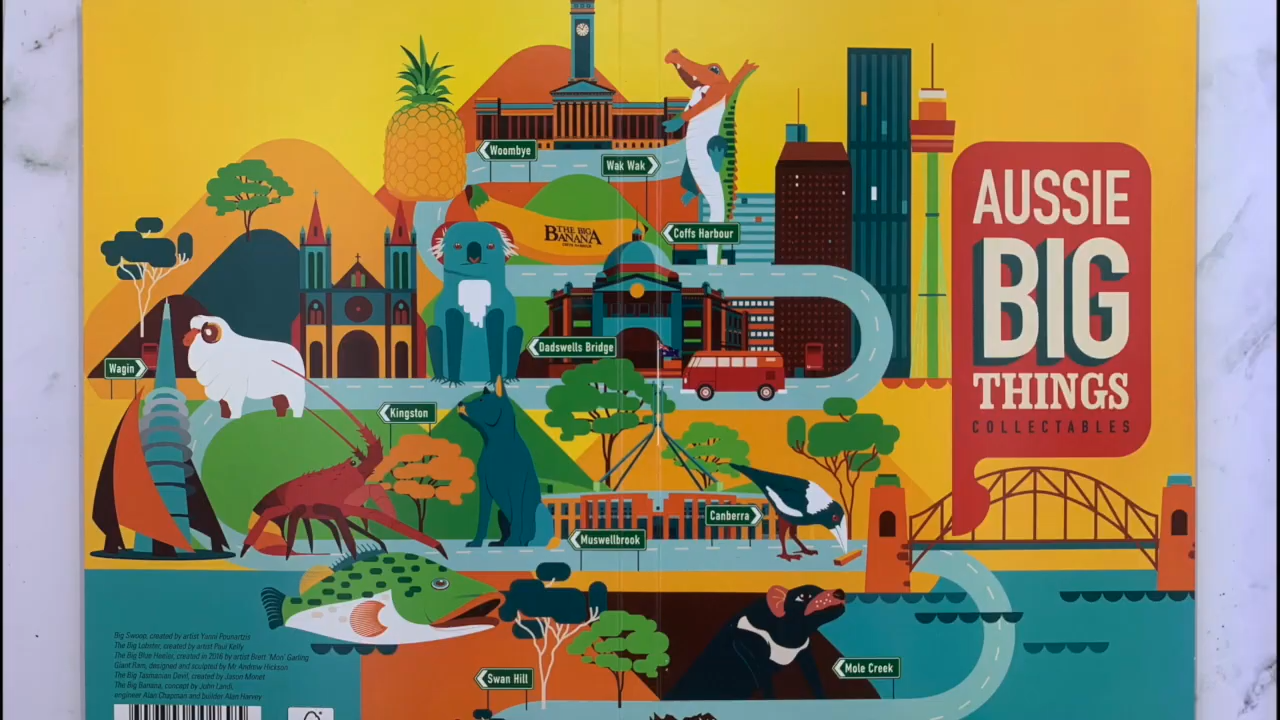 Woombye
Wak Wak
Coffs Harbour
THE BIG
BANANA
AUSSIE
BIG
THINGS
COLLECTABLES
Dadswells Bridge
Wagin
Kingston
Canberra
Muswellbrook
Big Swoop, created by artist Yanni Pounartzis
The Big Lobster, created by artist Paul Kelly
The Big Blue Heeler, created in 2016 by artist Brett 'Mon' Garling
Giant Ram, designed and sculpted by Mr Andrew Hickson
The Big Tasmanian Devil, created by Jason Monet
The Big Banana, concept by John Landi,
engineer Alan Chapman and builder Alan Harvey
Mole Creek
Swan Hill